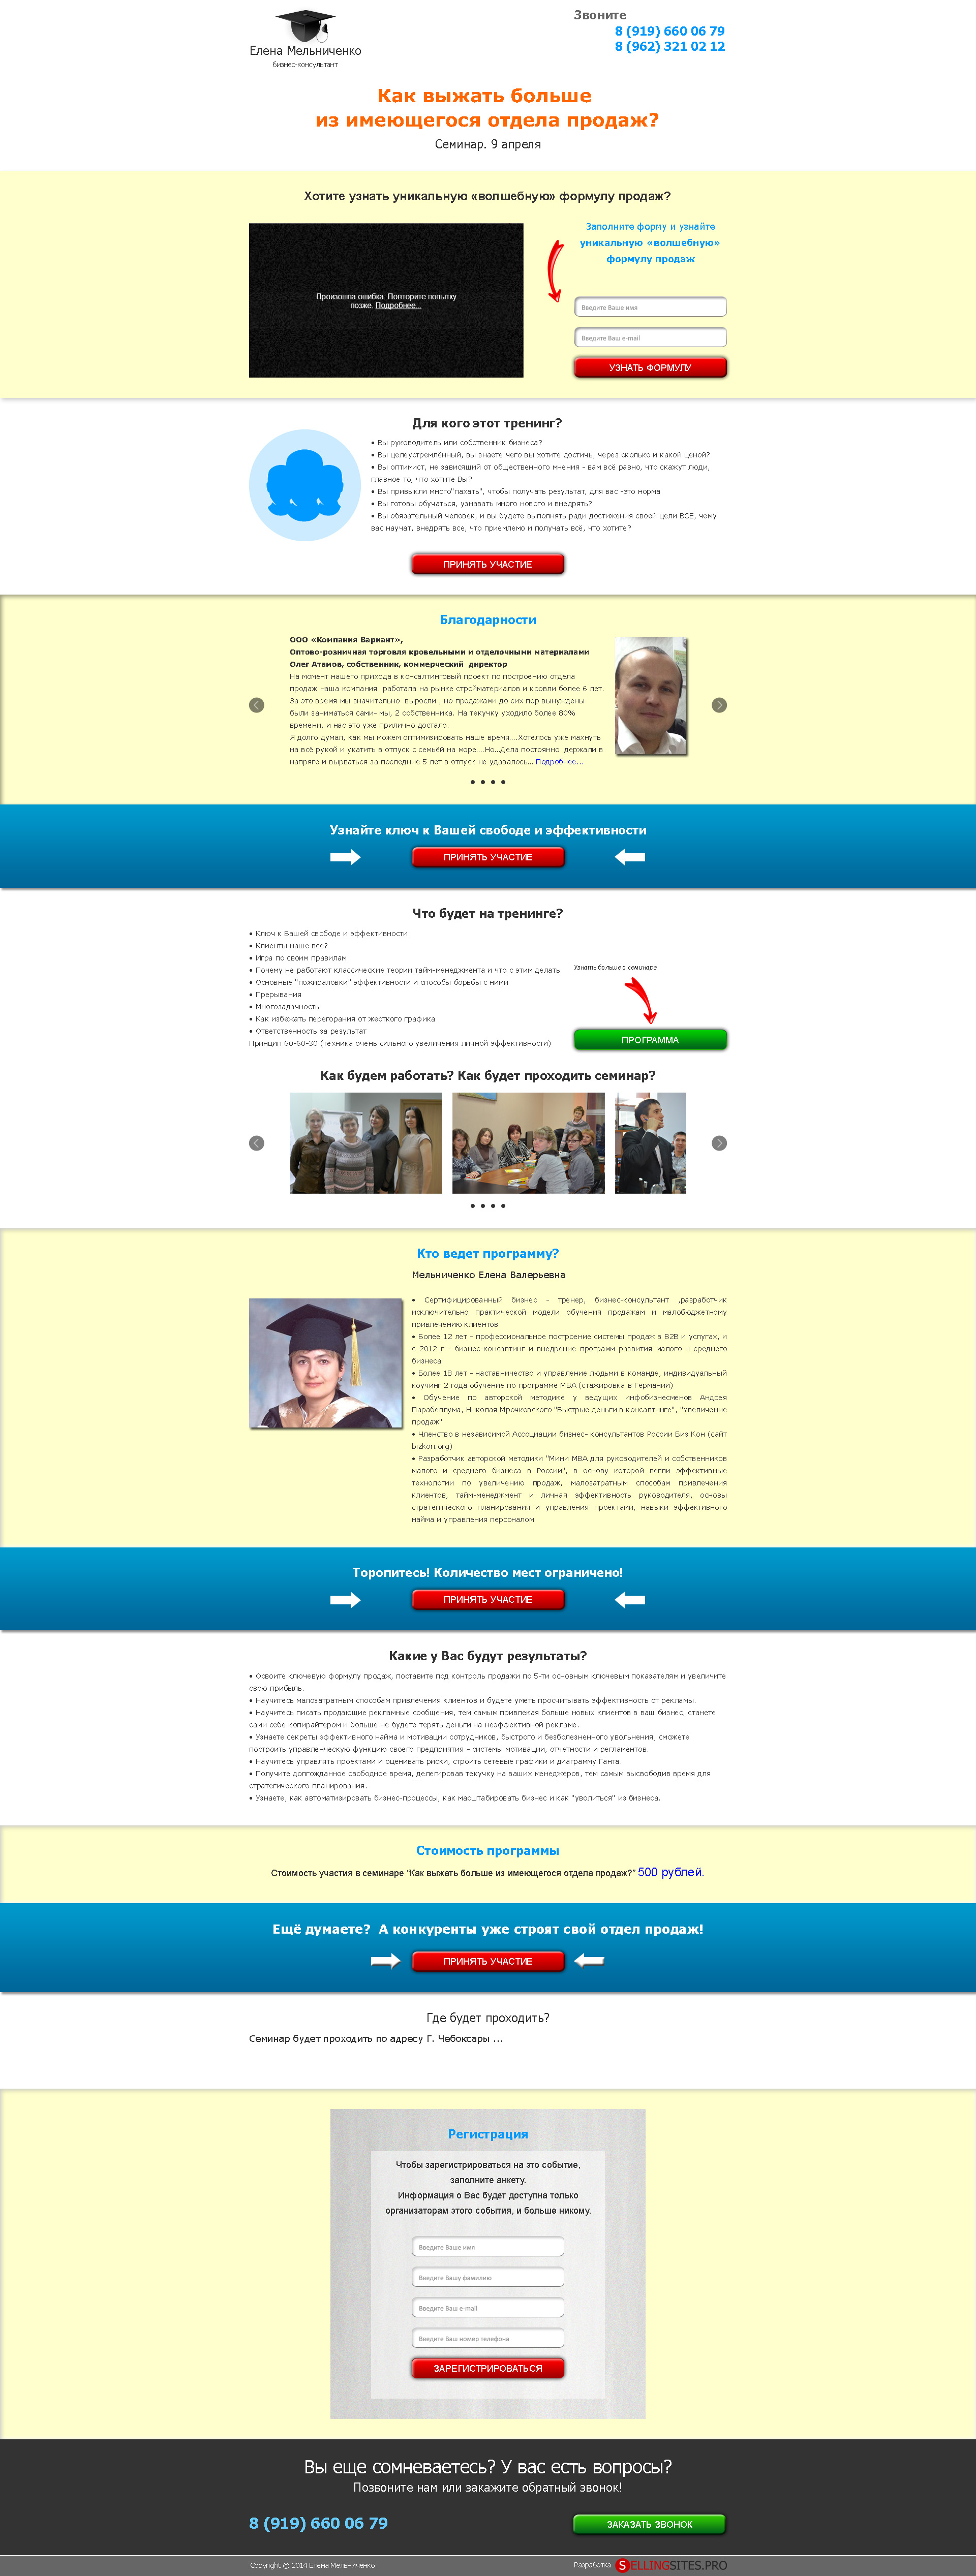 Елена Мельниченко
бизнес-консультант
Звоните
8 (919) 660 06 79
8 (962) 321 02 12
Как выжать больше
из имеющегося отдела продаж?
Семинар. 9 апреля
Хотите узнать уникальную «волшебную» формулу продаж?
Произошла ошибка. Повторите попытку
позже. Подробнее...
Заполните форму и узнайте
уникальную «волшебную»
формулу продаж
Введите Ваше имя
Введите Ваш e-mail
УЗНАТЬ ФОРМУЛУ
Для кого этот тренинг?
• Вы руководитель или собственник бизнеса?
• Вы целеустремлённый, вы знаете чего вы хотите достичь, через сколько и какой ценой?
• Вы оптимист, не зависящий от общественного мнения - вам всё равно, что скажут люди,
главное то, что хотите Вы?
• Вы привыкли много"пахать", чтобы получать результат, для вас -это норма
• Вы готовы обучаться, узнавать много нового и внедрять?
• Вы обязательный человек, и вы будете выполнять ради достижения своей цели ВСЁ, чему
вас научат, внедрять все, что приемлемо и получать всё, что хотите?
ПРИНЯТЬ УЧАСТИЕ
Благодарности
ООО «Компания Вариант»,
Оптово-розничная торговля кровельными и отделочными материалами
Олег Атамов, собственник, коммерческий директор
На момент нашего прихода в консалтинговый проект по построению отдела
продаж наша компания работала на рынке стройматериалов и кровли более 6 лет.
За это время мы значительно выросли , но продажами до сих пор вынуждены
были заниматься сами- мы, 2 собственника. На текучку уходило более 80%
времени, и нас это уже прилично достало.
Я долго думал, как мы можем оптимизировать наше время....Хотелось уже махнуть
на всё рукой и укатить в отпуск с семьёй на море....Но...Дела постоянно держали в
напряге и вырваться за последние 5 лет в отпуск не удавалось... Подробнее...
Узнайте ключ к Вашей свободе и эффективности
ПРИНЯТЬ УЧАСТИЕ
Что будет на тренинге?
• Ключ к Вашей свободе и эффективности
• Клиенты наше все?
• Игра по своим правилам
• Почему не работают классические теории тайм-менеджмента и что с этим делать
• Основные "пожираловки" эффективности и способы борьбы с ними
• Прерывания
• Многозадачность
• Как избежать перегорания от жесткого графика
• Ответственность за результат
Принцип 60-60-30 (техника очень сильного увеличения личной эффективности)
Узнать больше о семинаре
ПРОГРАММА
Как будем работать? Как будет проходить семинар?
Кто ведет программу?
Мельниченко Елена Валерьевна
• Сертифицированный бизнес - тренер, бизнес-консультант ,разработчик
исключительно практической модели обучения продажам и малобюджетному
привлечению клиентов
• Более 12 лет - профессиональное построение системы продаж в B2B и услугах, и
с 2012 г - бизнес-консалтинг и внедрение программ развития малого и среднего
бизнеса
• Более 18 лет - наставничество и управление людьми в команде, индивидуальный
коучинг 2 года обучение по программе МВА (стажировка в Германии)
• Обучение по авторской методике у ведущих инфобизнесменов Андрея
Парабеллума, Николая Мрочковского "Быстрые деньги в консалтинге", "Увеличение
продаж"
• Членство в независимой Ассоциации бизнес- консультантов России Биз Кон (сайт
bizkon.org)
• Разработчик авторской методики "Мини МВА для руководителей и собственников
малого и среднего бизнеса в России", в основу которой легли эффективные
технологии по увеличению продаж, малозатратным способам привлечения
клиентов, тайм-менеджмент и личная эффективность руководителя, основы
стратегического планирования и управления проектами, навыки эффективного
найма и управления персоналом
Торопитесь! Количество мест ограничено!
ПРИНЯТЬ УЧАСТИЕ
Какие у Вас будут результаты?
• Освоите ключевую формулу продаж, поставите под контроль продажи по 5-ти основным ключевым показателям и увеличите
свою прибыль.
• Научитесь малозатратным способам привлечения клиентов и будете уметь просчитывать эффективность от рекламы.
• Научитесь писать продающие рекламные сообщения, тем самым привлекая больше новых клиентов в ваш бизнес, станете
сами себе копирайтером и больше не будете терять деньги на неэффективной рекламе.
• Узнаете секреты эффективного найма и мотивации сотрудников, быстрого и безболезненного увольнения, сможете
построить управленческую функцию своего предприятия - системы мотивации, отчетности и регламентов.
• Научитесь управлять проектами и оценивать риски, строить сетевые графики и диаграмму Ганта.
• Получите долгожданное свободное время, делегировав текучку на ваших менеджеров, тем самым высвободив время для
стратегического планирования.
• Узнаете, как автоматизировать бизнес-процессы, как масштабировать бизнес и как "уволиться" из бизнеса.
Стоимость программы
Стоимость участия в семинаре "Как выжать больше из имеющегося отдела продаж?" 500 рублей.
Ещё думаете? А конкуренты уже строят свой отдел продаж!
ПРИНЯТЬ УЧАСТИЕ
Где будет проходить?
Семинар будет проходить по адресу Г. Чебоксары ...
Регистрация
Чтобы зарегистрироваться на это событие,
заполните анкету.
Информация о Вас будет доступна только
организаторам этого события, и больше никому.
Введите Ваше имя
Введите Вашу фамилию
Введите Ваш e-mail
Введите Ваш номер телефона
ЗАРЕГИСТРИРОВАТЬСЯ
Вы еще сомневаетесь? У вас есть вопросы?
Позвоните нам или закажите обратный звонок!
8 (919) 660 06 79
ЗАКАЗАТЬ ЗВОНОК
Copyright © 2014 Елена Мельниченко
Разработка SELLINGSITES.PRO